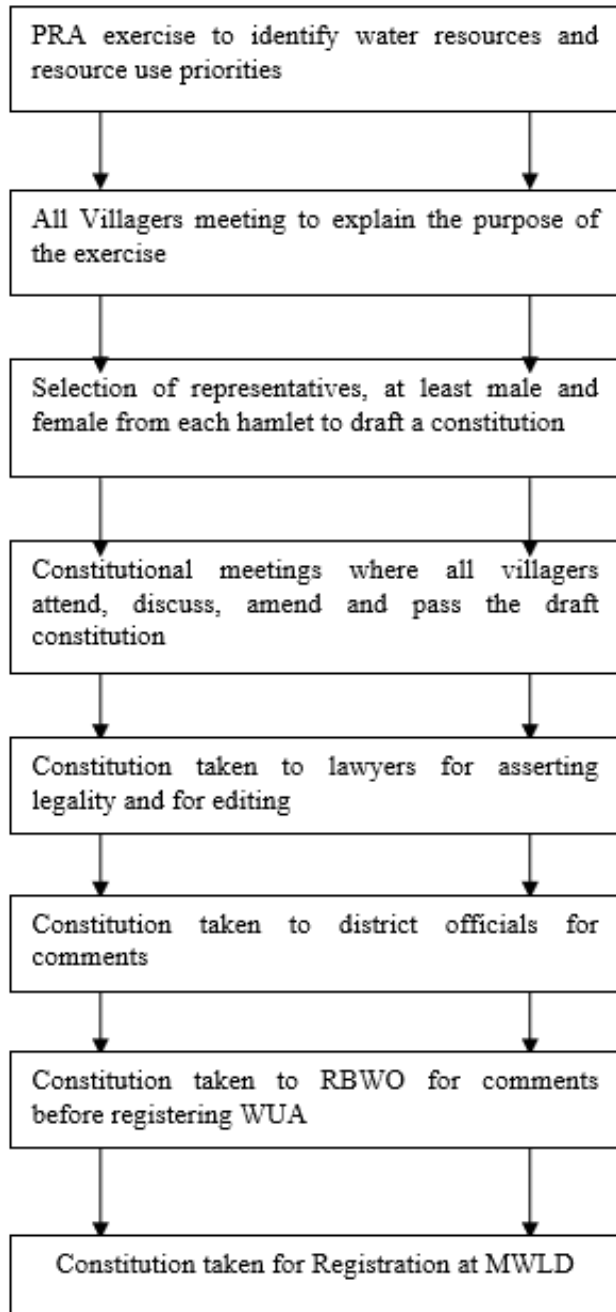 PRA exercise to identify water resources and
resource use priorities
All Villagers meeting to explain the purpose of
the exercise
Selection of representatives, at least male and
female from each hamlet to draft a constitution
Constitutional meetings where all villagers
attend, discuss, amend and pass the draft
constitution
Constitution taken to lawyers for asserting
legality and for editing
Constitution taken to district officials for
comments
Constitution taken to RBWO for comments
before registering WUA
Constitution taken for Registration at MWLD